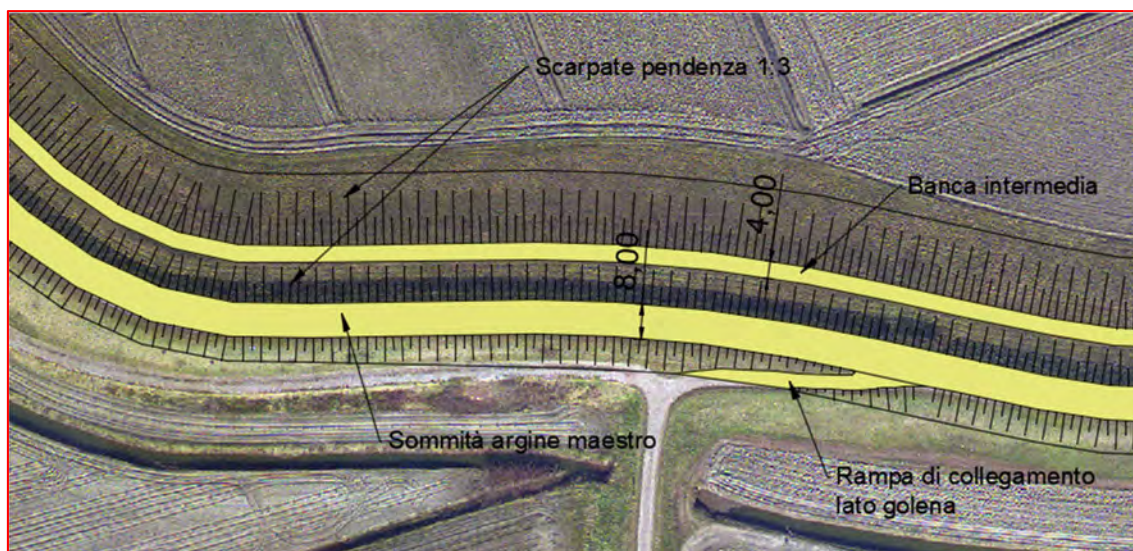 Scarpate pendenza 1:3
Banca intermedia
4,00
8,00
Sommità argine maestro
Rampa di collegamento
lato golena